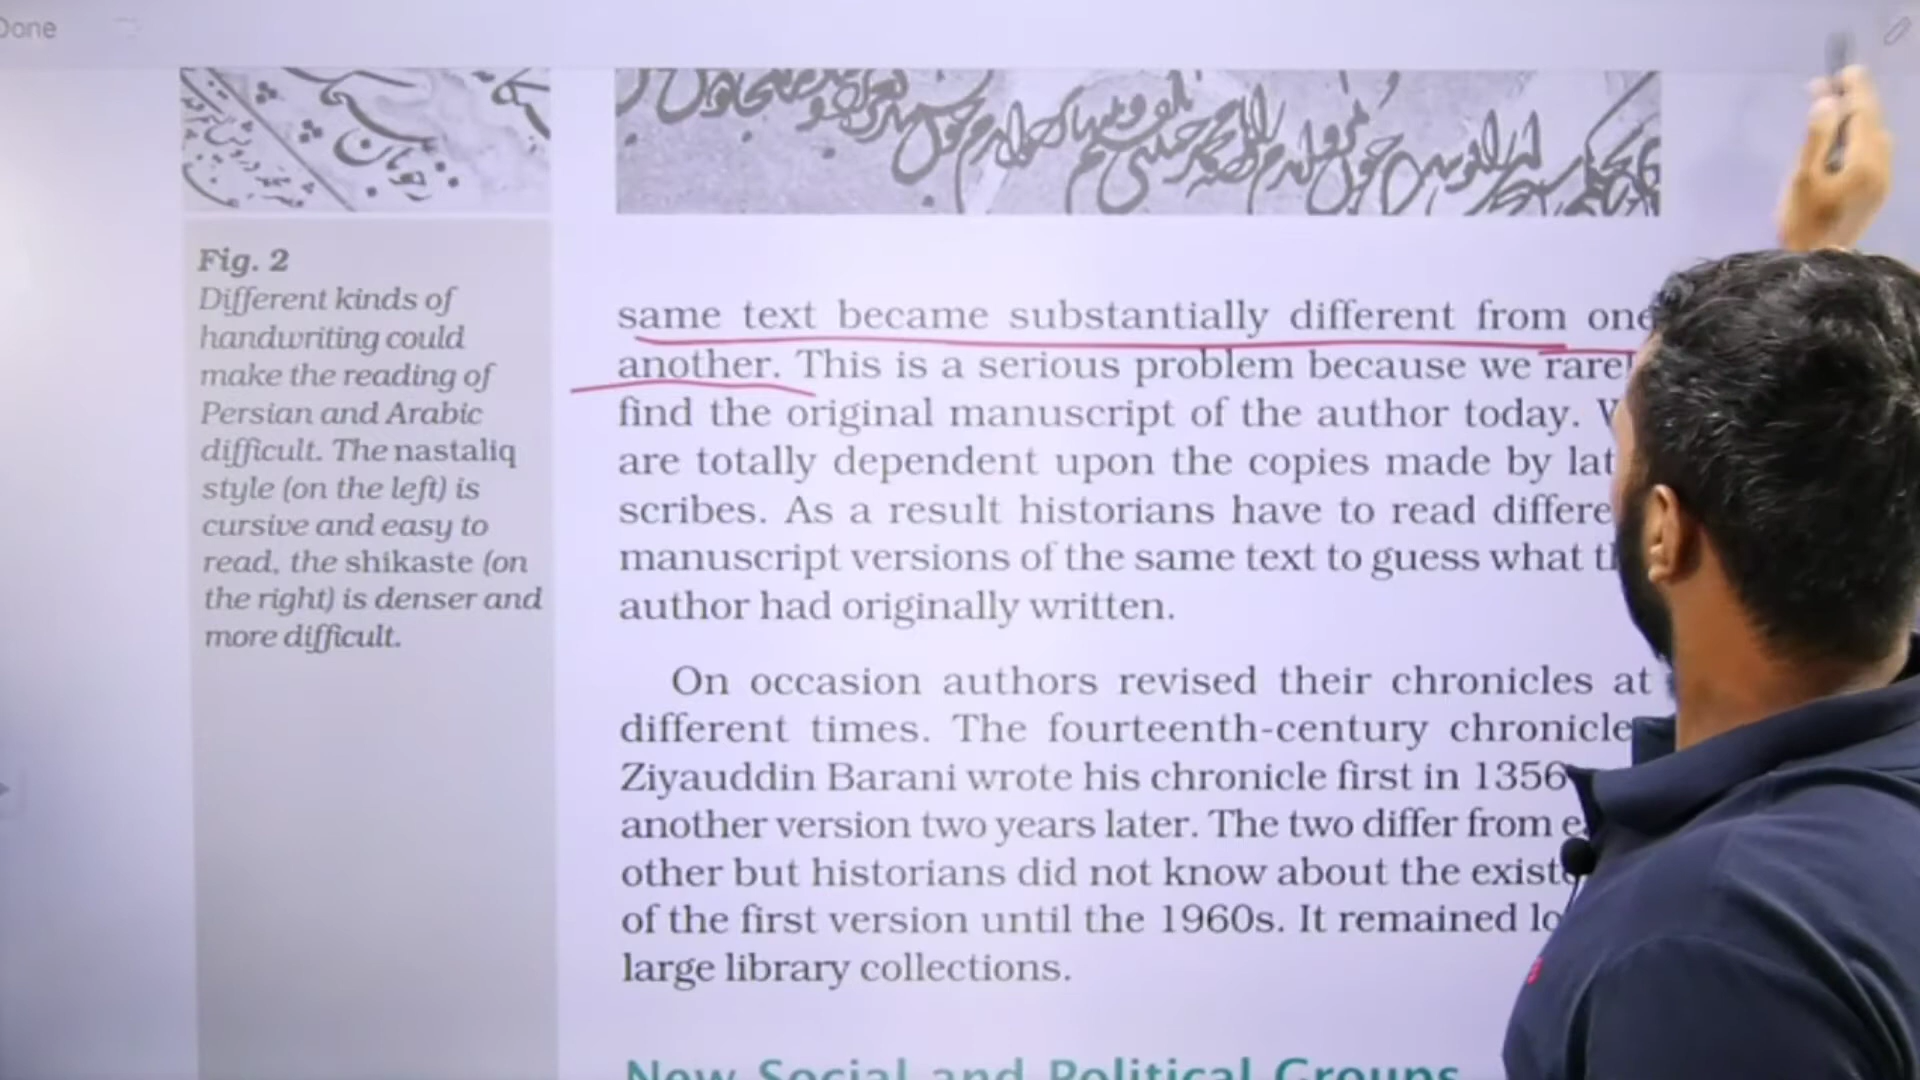 Done
Fig. 2
Different kinds of
handwriting could
make the reading of
Persian and Arabic
difficult. The nastaliq
style (on the left) is
cursive and easy to
read, the shikaste (on
the right) is denser and
more difficult.
same text became substantially different from one
another. This is a serious problem because we rarel
find the original manuscript of the author today. W
are totally dependent upon the copies made by lat
scribes. As a result historians have to read differe
manuscript versions of the same text to guess what th
author had originally written.
On occasion authors revised their chronicles at
different times. The fourteenth-century chronicle
Ziyauddin Barani wrote his chronicle first in 1356
another version two years later. The two differ from e
other but historians did not know about the exist
of the first version until the 1960s. It remained lo
large library collections.
New Social and Political Groups